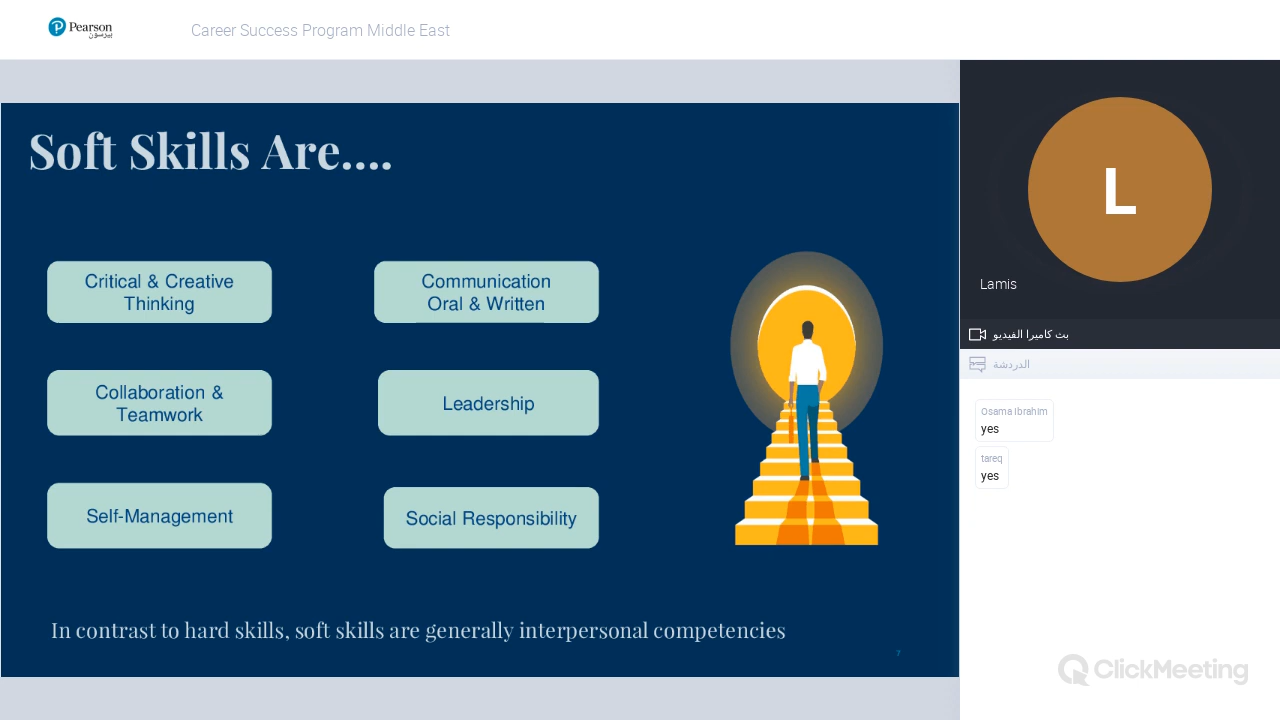 Pearson
بيرسون
Career Success Program Middle East
Soft Skills Are....
Critical & Creative
Thinking
Communication
Oral & Written
Collaboration &
Teamwork
Leadership
Self-Management
Social Responsibility
In contrast to hard skills, soft skills are generally interpersonal competencies
7
L
Lamis
بث كاميرا الفيديو
الدردشة
Osama Ibrahim
yes
tareq
yes
ClickMeeting